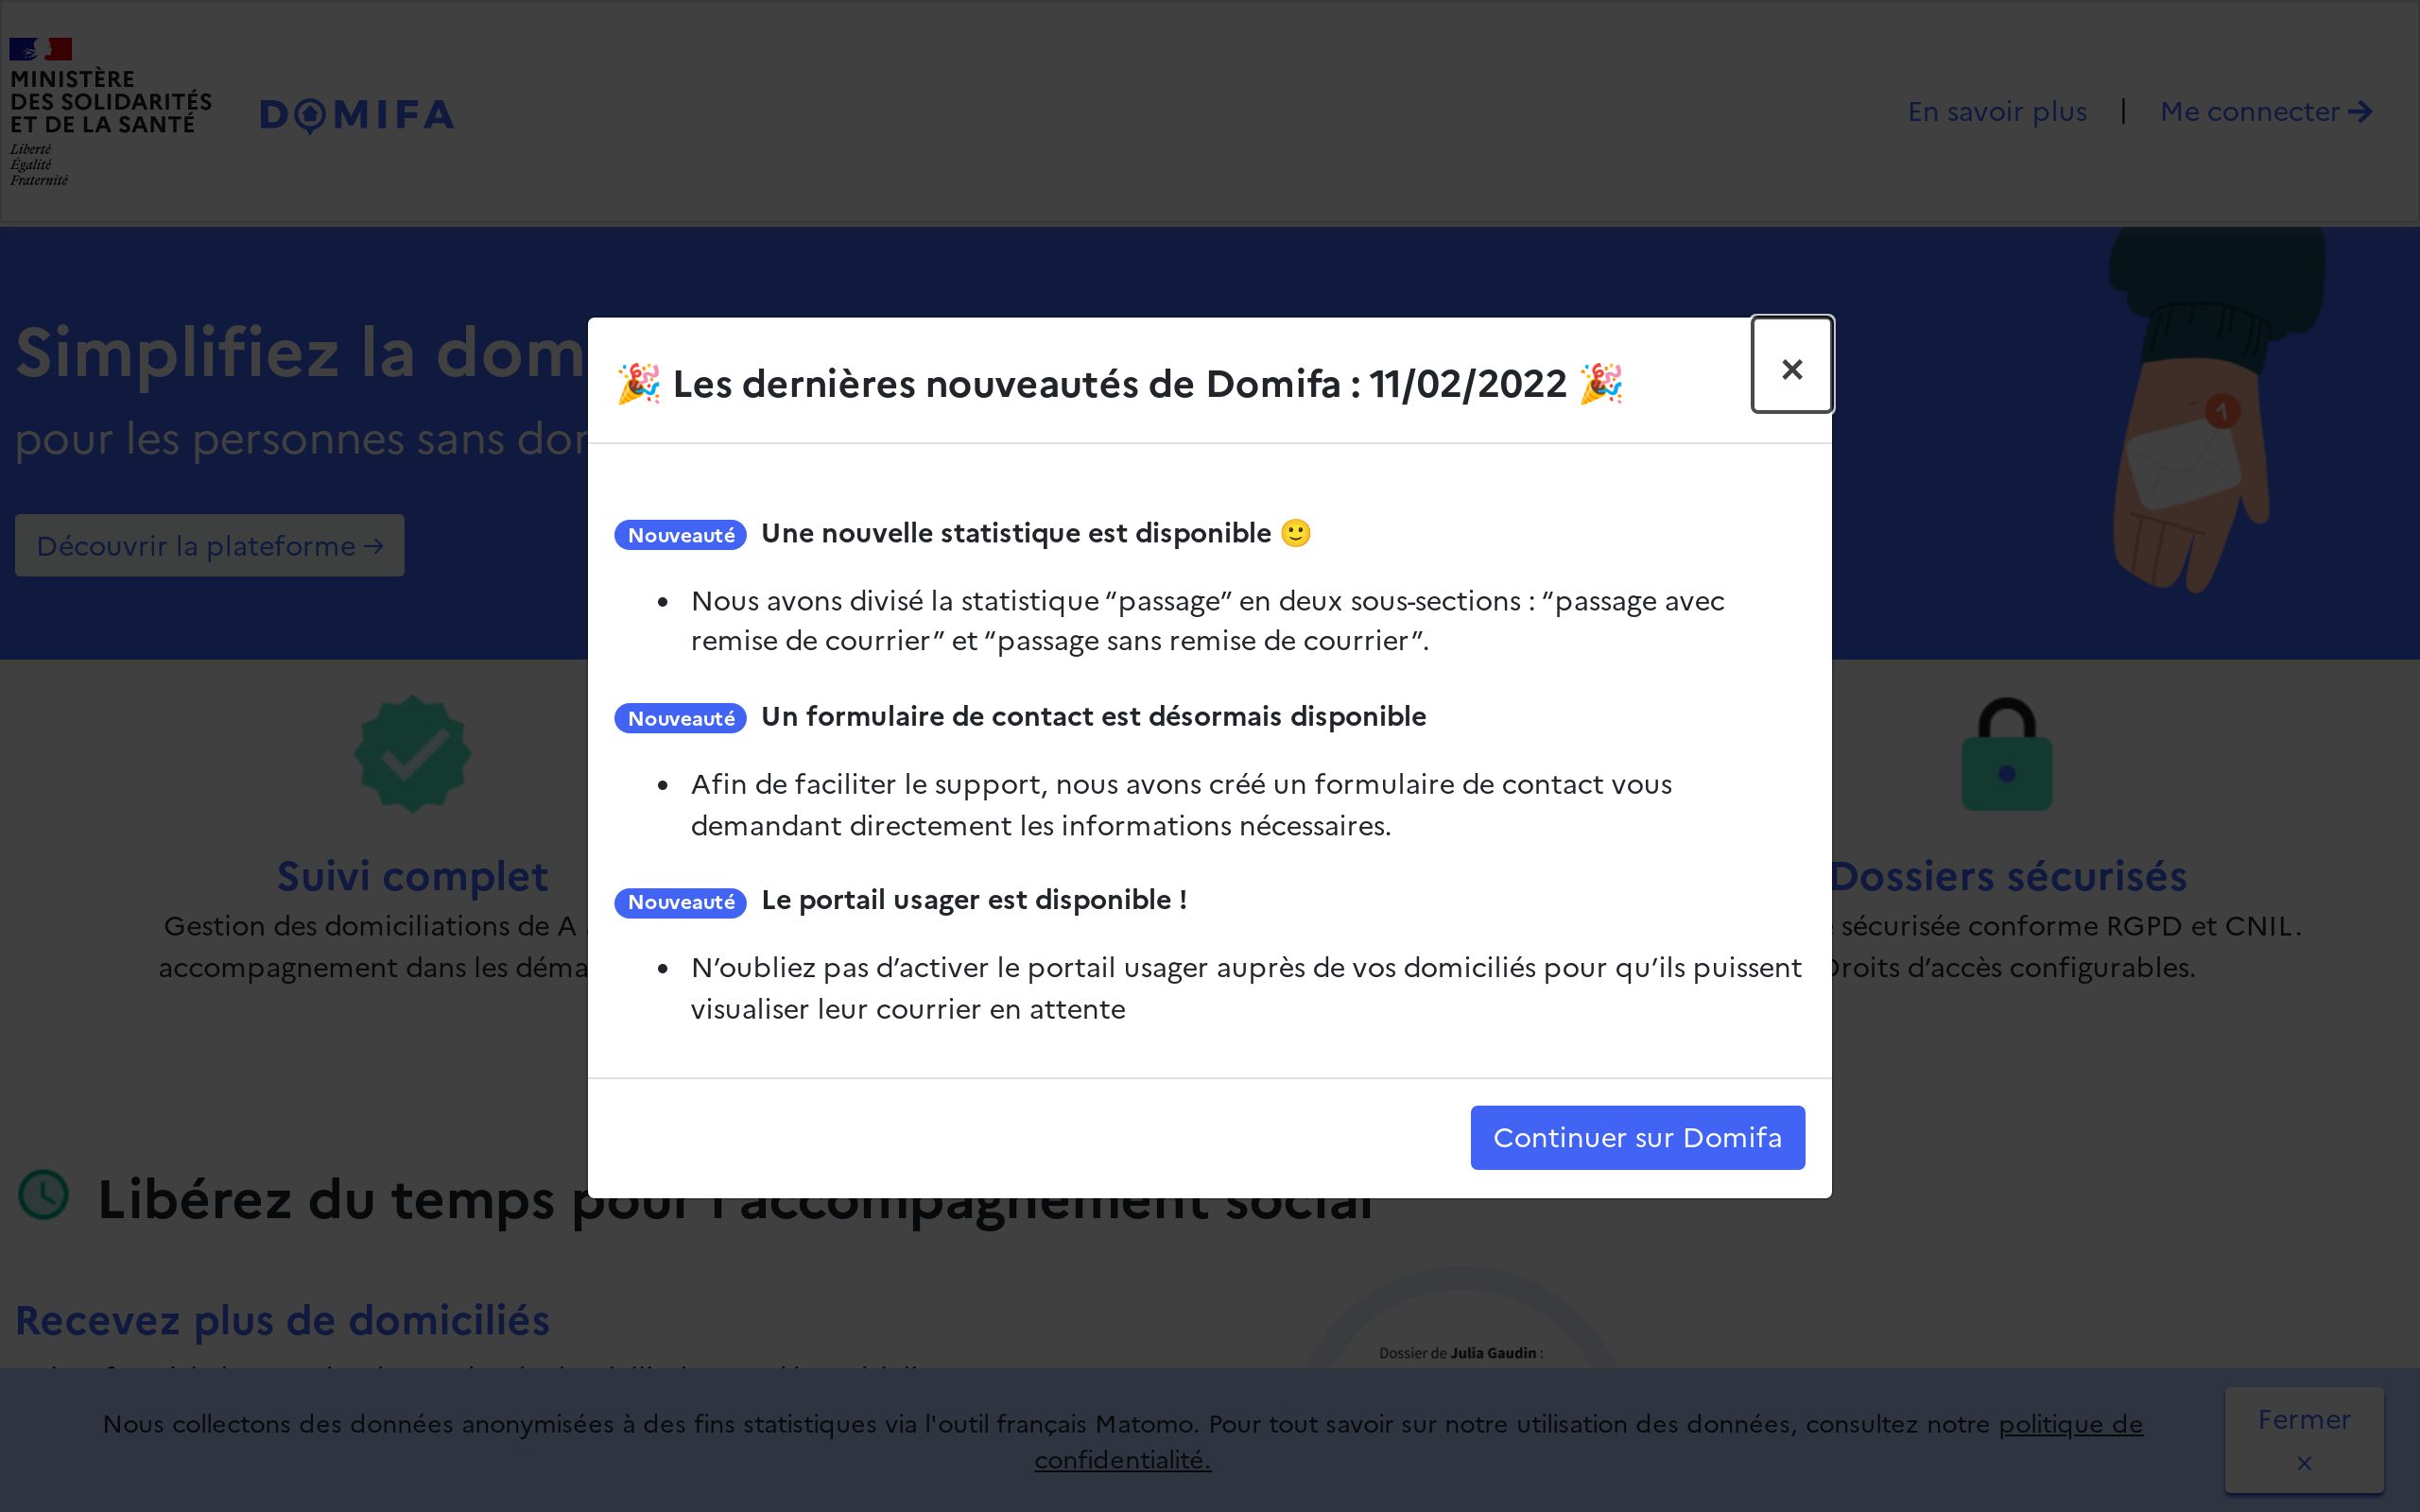 MINISTÈRE
DES SOLIDARITÉS
ET DE LA SANTÉ
Liberté
Égalité
Fraternité
DOMIFA
En savoir plus | Me connecter →
Simplifiez la dom
pour les personnes sans dom
Découvrir la plateforme →
1
🎉 Les dernières nouveautés de Domifa : 11/02/2022 🎉
×
Nouveauté Une nouvelle statistique est disponible 🙂
• Nous avons divisé la statistique “passage” en deux sous-sections : “passage avec
remise de courrier” et “passage sans remise de courrier”.
Nouveauté Un formulaire de contact est désormais disponible
• Afin de faciliter le support, nous avons créé un formulaire de contact vous
demandant directement les informations nécessaires.
Nouveauté Le portail usager est disponible !
• N’oubliez pas d’activer le portail usager auprès de vos domiciliés pour qu’ils puissent
visualiser leur courrier en attente
Continuer sur Domifa
Suivi complet
Gestion des domiciliations de A
accompagnement dans les déma
Dossiers sécurisés
sécurisée conforme RGPD et CNIL.
Droits d’accès configurables.
Libérez du temps pour l'accompagnement social
Recevez plus de domiciliés
Dossier de Julia Gaudin :
Nous collectons des données anonymisées à des fins statistiques via l'outil français Matomo. Pour tout savoir sur notre utilisation des données, consultez notre politique de
confidentialité.
Fermer
×